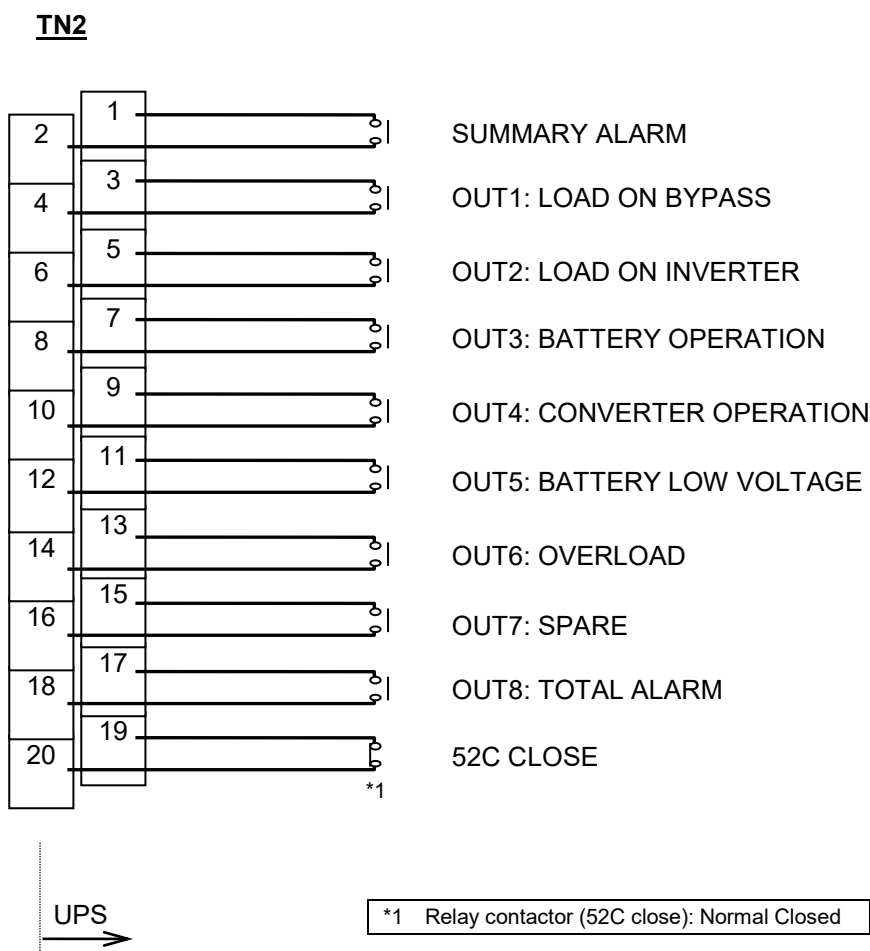 TN2
1
2
SUMMARY ALARM
3
4
OUT1: LOAD ON BYPASS
5
6
OUT2: LOAD ON INVERTER
7
8
OUT3: BATTERY OPERATION
9
10
OUT4: CONVERTER OPERATION
11
12
OUT5: BATTERY LOW VOLTAGE
13
14
OUT6: OVERLOAD
15
16
OUT7: SPARE
17
18
OUT8: TOTAL ALARM
19
20
52C CLOSE
*1
UPS
*1 Relay contactor (52C close): Normal Closed